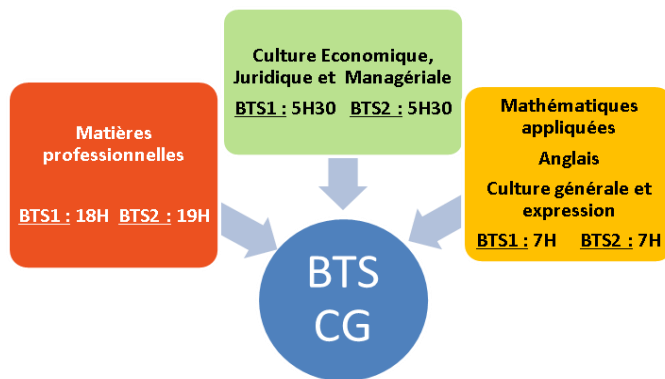 Matières
professionnelles
BTS1 : 18H BTS2 : 19H
Culture Economique,
Juridique et Managériale
BTS1 : 5H30 BTS2 : 5H30
Mathématiques
appliquées
Anglais
Culture générale et
expression
BTS1 : 7H BTS2 : 7H
BTS
CG